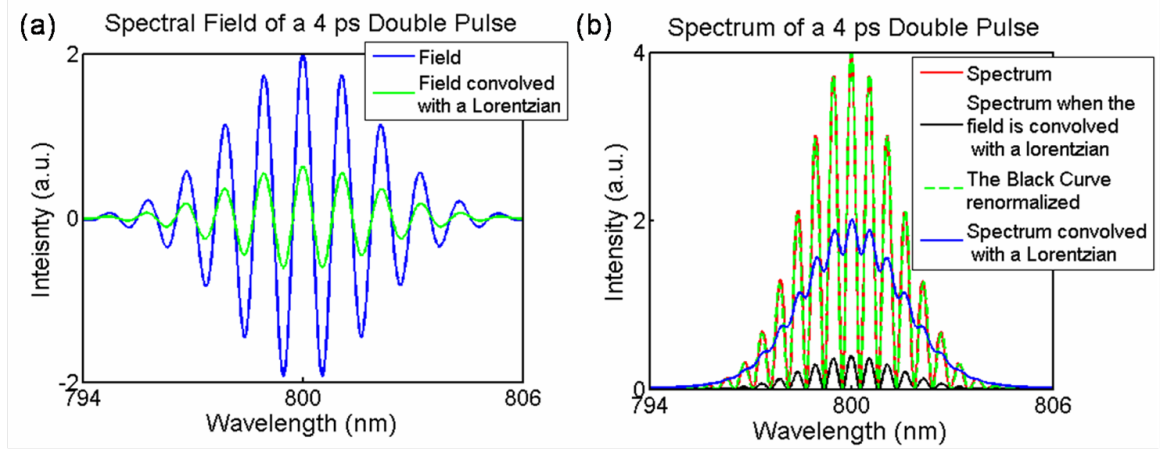 (a)
Spectral Field of a 4 ps Double Pulse
2
Field
Field convolved
with a Lorentzian
Inteisnty (a.u.)
0
-2
794
800
806
Wavelength (nm)
(b)
Spectrum of a 4 ps Double Pulse
4
Spectrum
Spectrum when the
field is convolved
with a lorentzian
The Black Curve
renormalized
Spectrum convolved
with a Lorentzian
Intensity (a.u.)
2
0
794
800
806
Wavelength (nm)